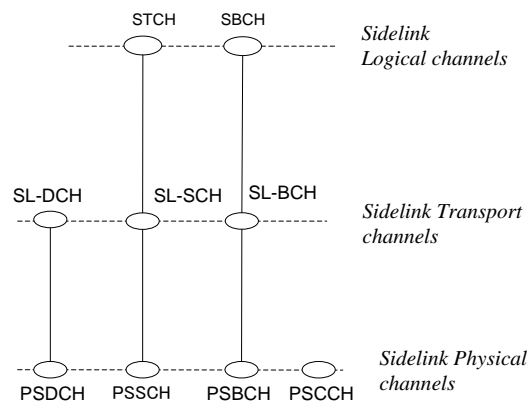 STCH SBCH
Sidelink
Logical channels
SL-DCH SL-SCH SL-BCH
Sidelink Transport
channels
Sidelink Physical
channels
PSDCH PSSCH PSBCH PSCCH